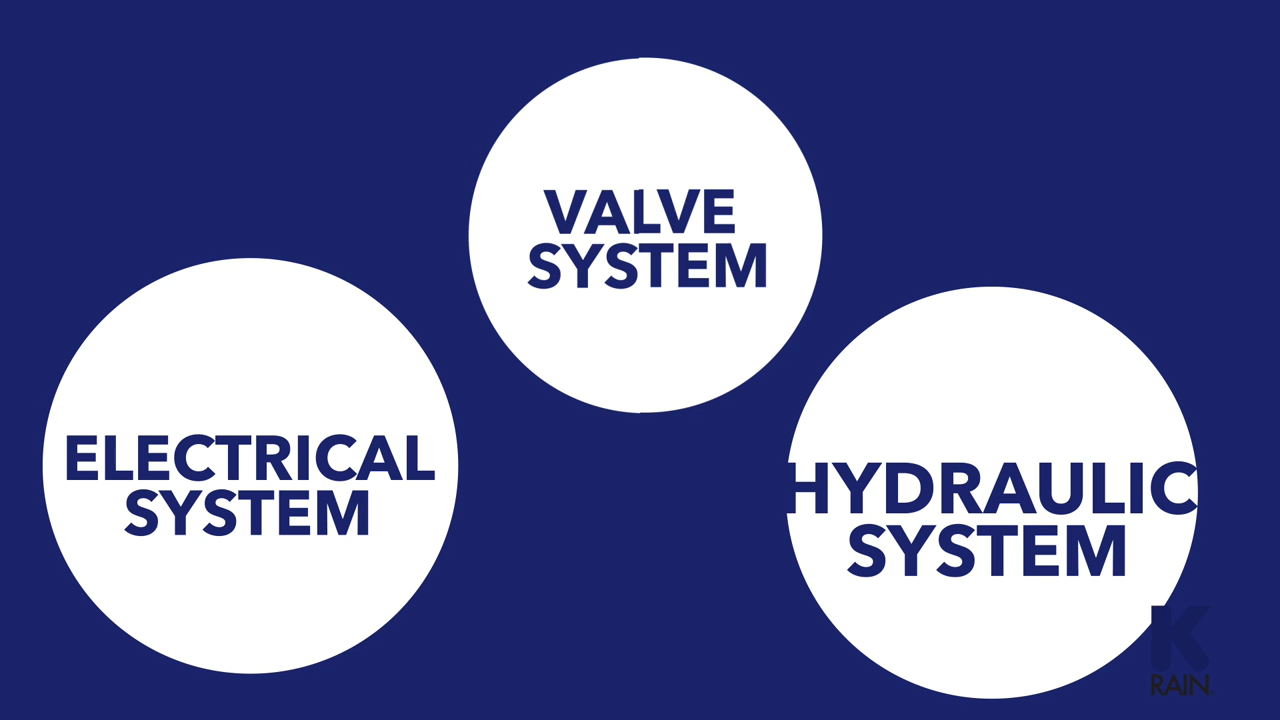 VALVE
SYSTEM
ELECTRICAL
SYSTEM
HYDRAULIC
SYSTEM
K
RAIN